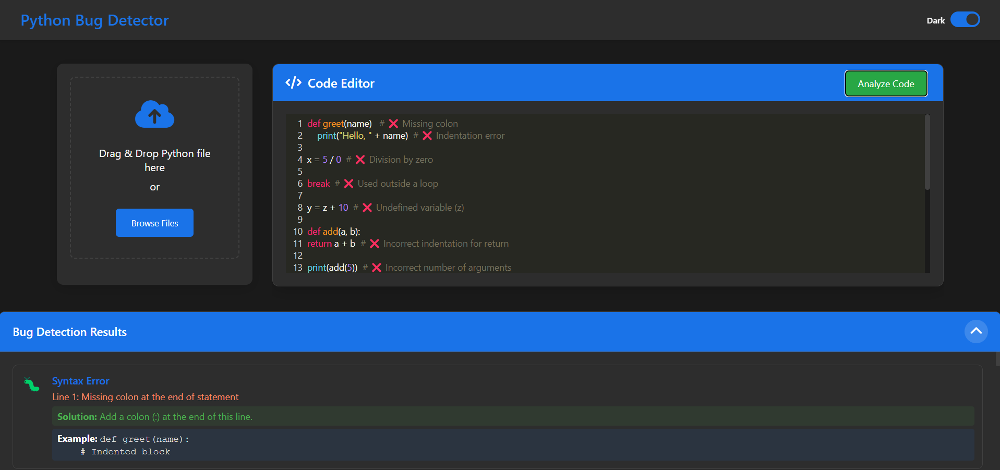 Python Bug Detector
Dark
Drag & Drop Python file
here
or
Browse Files
</> Code Editor
Analyze Code
1 def greet(name)  # ❌ Missing colon
2     print("Hello, " + name)  # ❌ Indentation error
3
4 x = 5 / 0  # ❌ Division by zero
5
6 break  # ❌ Used outside a loop
7
8 y = z + 10  # ❌ Undefined variable (z)
9
10 def add(a, b):
11 return a + b  # ❌ Incorrect indentation for return
12
13 print(add(5))  # ❌ Incorrect number of arguments
Bug Detection Results
Syntax Error
Line 1: Missing colon at the end of statement
Solution: Add a colon (:) at the end of this line.
Example: def greet(name):
    # Indented block